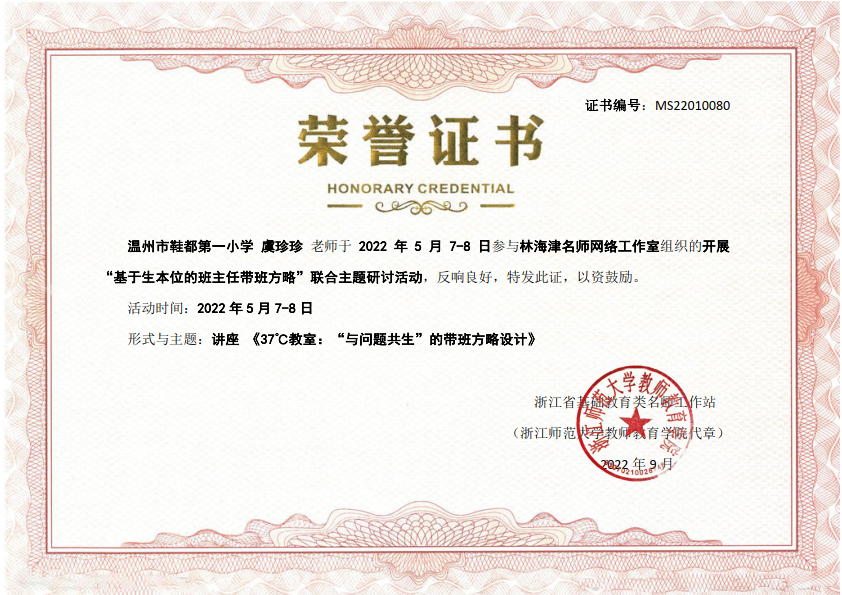 证书编号：MS22010080
荣誉证书
HONORARY CREDENTIAL
温州市鞋都第一小学 虞珍珍 老师于 2022 年 5 月 7-8 日参与林海津名师网络工作室组织的开展
“基于生本位的班主任带班方略”联合主题研讨活动，反响良好，特发此证，以资鼓励。
活动时间：2022 年 5 月 7-8 日
形式与主题：讲座 《37℃教室：“与问题共生”的带班方略设计》
浙江省基础教育类名师工作站
（浙江师范大学教师教育学院代章）
2022 年 9 月
浙江师范大学教师教育学院